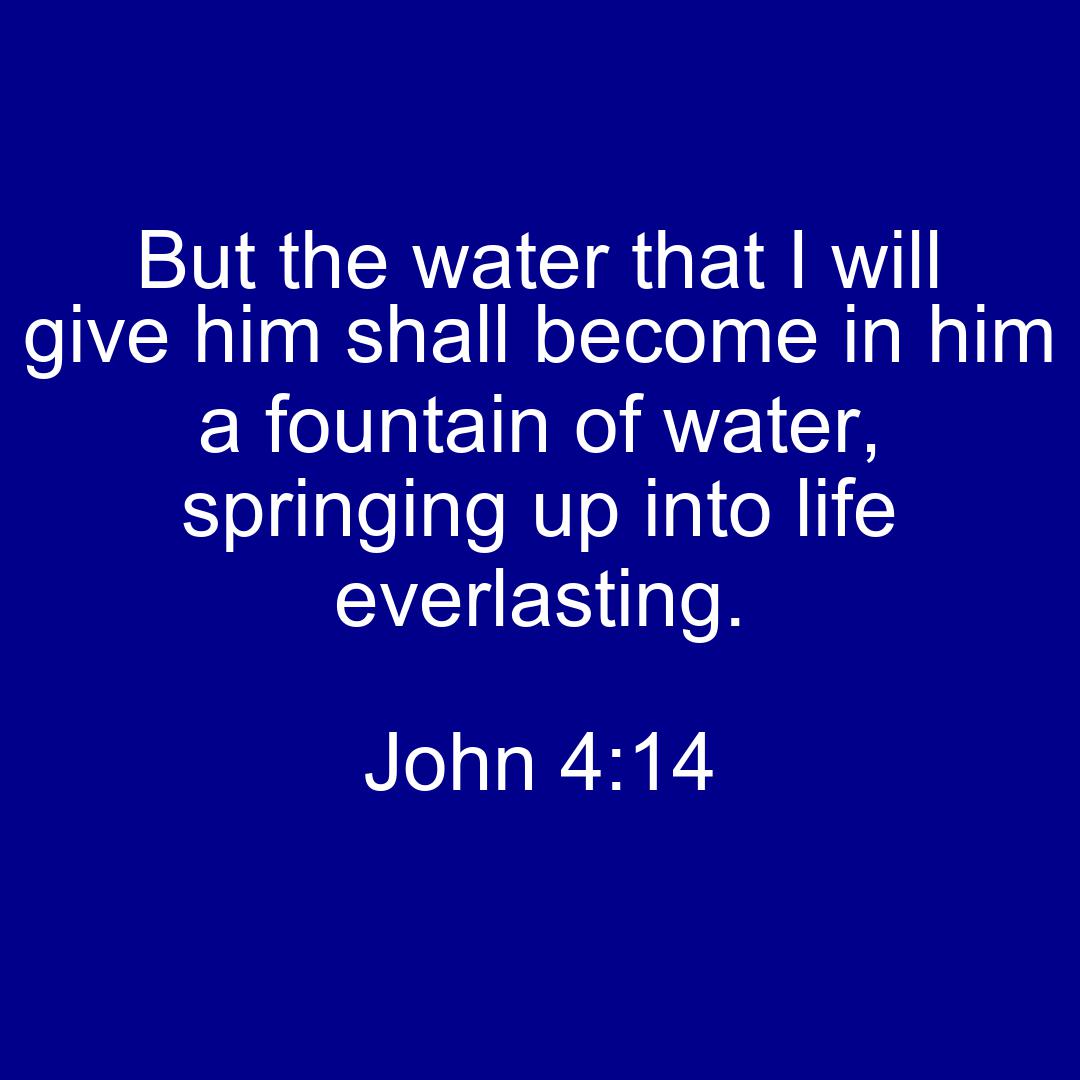 But the water that I will
give him shall become in him
a fountain of water,
springing up into life
everlasting.
John 4:14